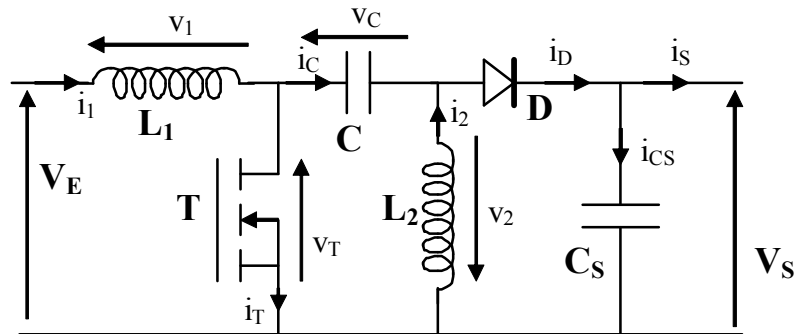 v1 vC
iC iD iS
i1 L1 C i2 D
VE iCS
T L2 v2
vT CS VS
iT